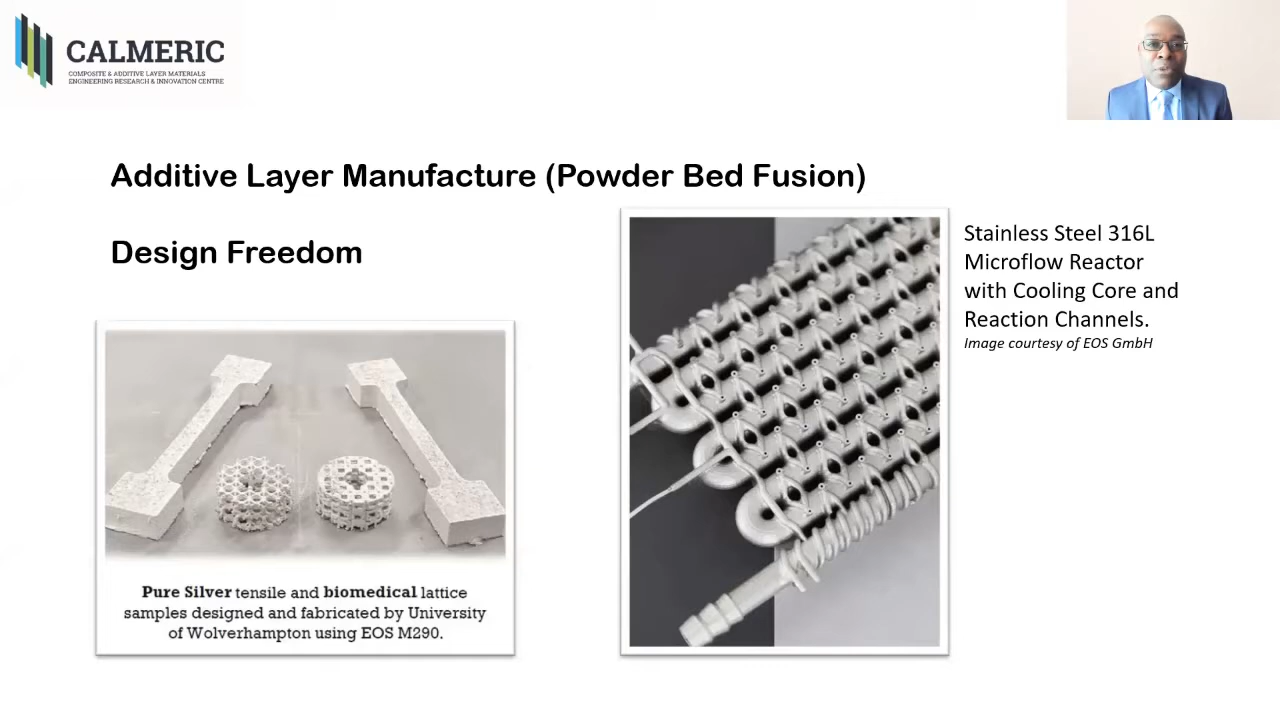 CALMERIC
COMPOSITE & ADDITIVE LAYER MATERIALS
ENGINEERING RESEARCH & INNOVATION CENTRE
Additive Layer Manufacture (Powder Bed Fusion)
Design Freedom
Pure Silver tensile and biomedical lattice
samples designed and fabricated by University
of Wolverhampton using EOS M290.
Stainless Steel 316L
Microflow Reactor
with Cooling Core and
Reaction Channels.
Image courtesy of EOS GmbH